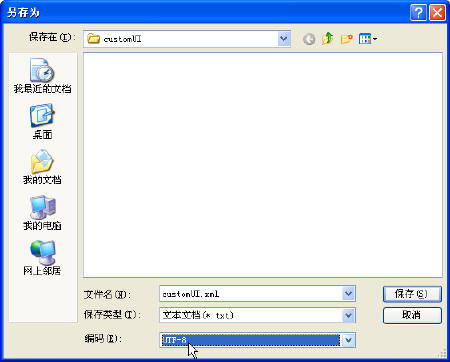 另存为
保存在(I):
customUI
我最近的文档
桌面
我的文档
我的电脑
网上邻居
文件名(N):
customUI.xml
保存(S)
保存类型(T):
文本文档(*.txt)
取消
编码(E):
UTF-8